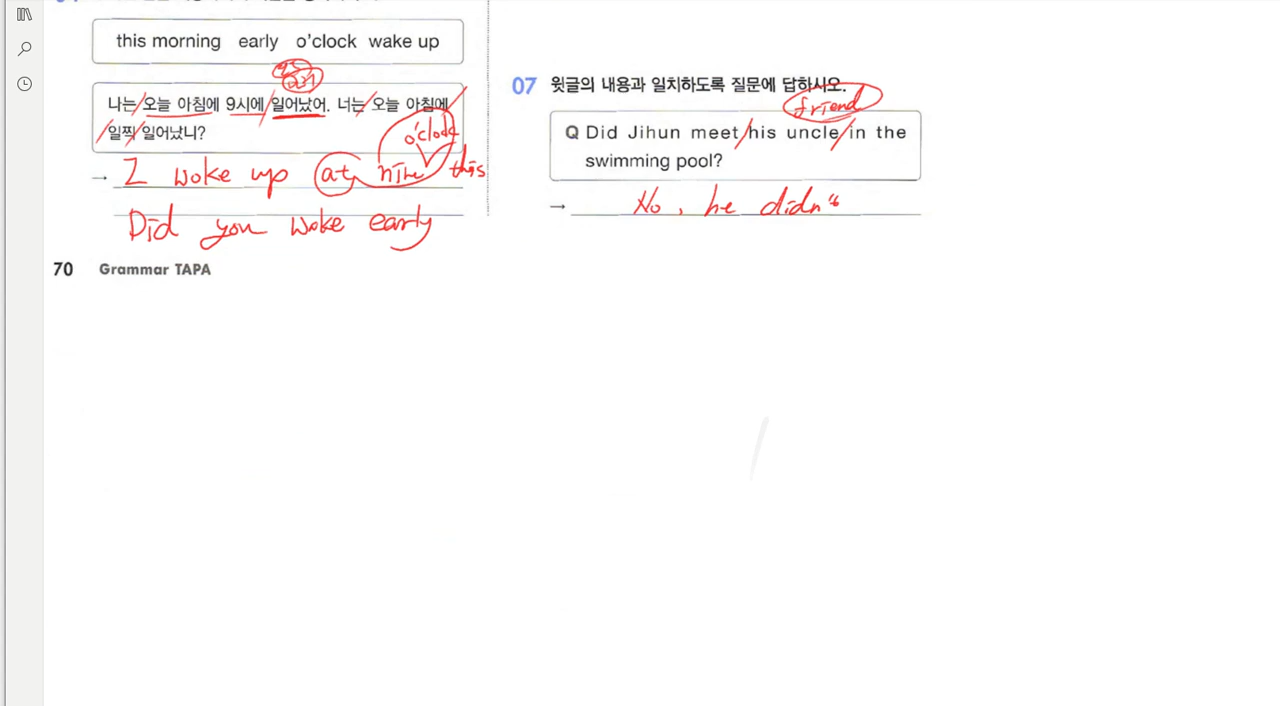 this morning early o'clock wake up
나는/오늘 아침에 9시에/일어났어. 너는/오늘 아침에/
/일찍/일어났니?
o'clock
→ I woke up at nine this
Did you woke early
70 Grammar TAPA
07 윗글의 내용과 일치하도록 질문에 답하시오.
friend
Q Did Jihun meet/his uncle/in the
swimming pool?
→ No, he didn't